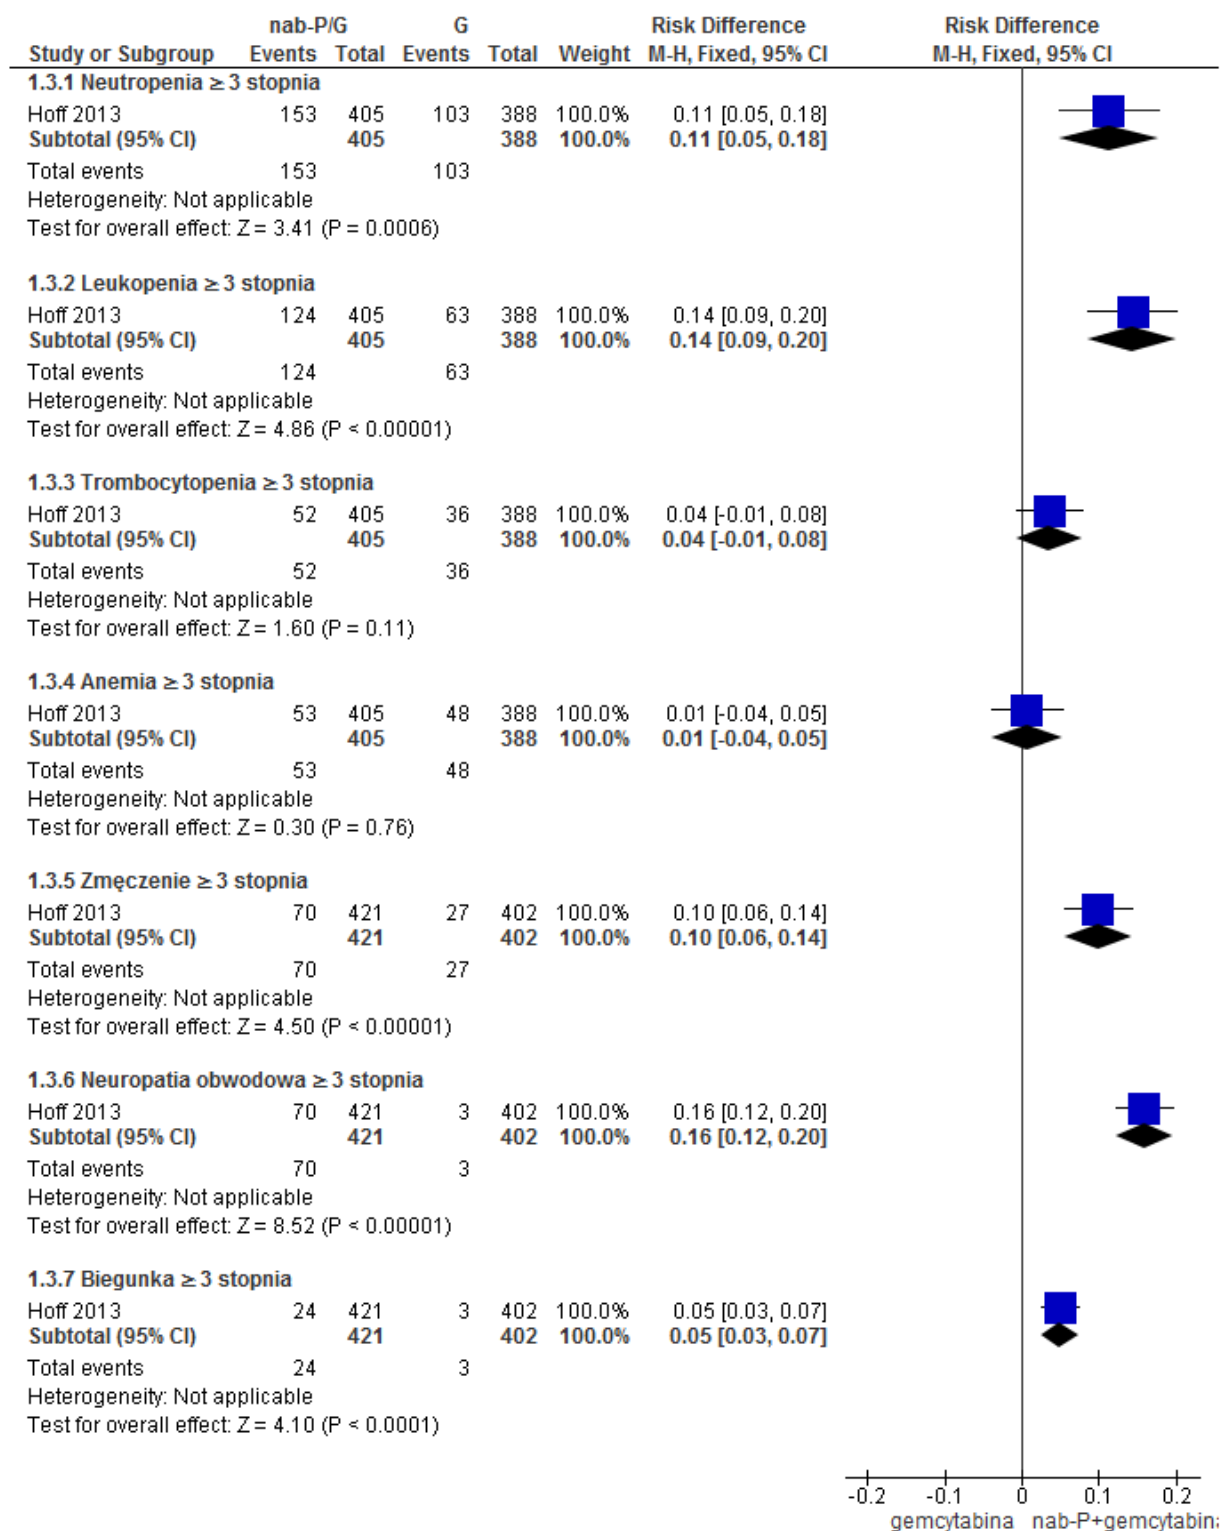 nab-P/G G Risk Difference Risk Difference
Study or Subgroup Events Total Events Total Weight M-H, Fixed, 95% CI M-H, Fixed, 95% CI
1.3.1 Neutropenia ≥ 3 stopnia
Hoff 2013 153 405 103 388 100.0% 0.11 [0.05, 0.18]
Subtotal (95% CI) 405 388 100.0% 0.11 [0.05, 0.18]
Total events 153 103
Heterogeneity: Not applicable
Test for overall effect: Z = 3.41 (P = 0.0006)
1.3.2 Leukopenia ≥ 3 stopnia
Hoff 2013 124 405 63 388 100.0% 0.14 [0.09, 0.20]
Subtotal (95% CI) 405 388 100.0% 0.14 [0.09, 0.20]
Total events 124 63
Heterogeneity: Not applicable
Test for overall effect: Z = 4.86 (P < 0.00001)
1.3.3 Trombocytopenia ≥ 3 stopnia
Hoff 2013 52 405 36 388 100.0% 0.04 [-0.01, 0.08]
Subtotal (95% CI) 405 388 100.0% 0.04 [-0.01, 0.08]
Total events 52 36
Heterogeneity: Not applicable
Test for overall effect: Z = 1.60 (P = 0.11)
1.3.4 Anemia ≥ 3 stopnia
Hoff 2013 53 405 48 388 100.0% 0.01 [-0.04, 0.05]
Subtotal (95% CI) 405 388 100.0% 0.01 [-0.04, 0.05]
Total events 53 48
Heterogeneity: Not applicable
Test for overall effect: Z = 0.30 (P = 0.76)
1.3.5 Zmęczenie ≥ 3 stopnia
Hoff 2013 70 421 27 402 100.0% 0.10 [0.06, 0.14]
Subtotal (95% CI) 421 402 100.0% 0.10 [0.06, 0.14]
Total events 70 27
Heterogeneity: Not applicable
Test for overall effect: Z = 4.50 (P < 0.00001)
1.3.6 Neuropatia obwodowa ≥ 3 stopnia
Hoff 2013 70 421 3 402 100.0% 0.16 [0.12, 0.20]
Subtotal (95% CI) 421 402 100.0% 0.16 [0.12, 0.20]
Total events 70 3
Heterogeneity: Not applicable
Test for overall effect: Z = 8.52 (P < 0.00001)
1.3.7 Biegunka ≥ 3 stopnia
Hoff 2013 24 421 3 402 100.0% 0.05 [0.03, 0.07]
Subtotal (95% CI) 421 402 100.0% 0.05 [0.03, 0.07]
Total events 24 3
Heterogeneity: Not applicable
Test for overall effect: Z = 4.10 (P < 0.0001)
-0.2 -0.1 0 0.1 0.2
gemcytabina nab-P+gemcytabina